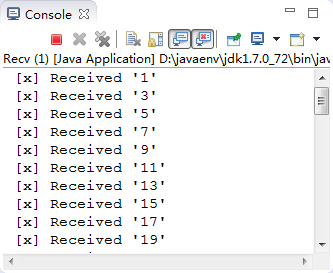 Console
Recv (1) [Java Application] D:\javaenv\jdk1.7.0_72\bin\jav
[x] Received '1'
[x] Received '3'
[x] Received '5'
[x] Received '7'
[x] Received '9'
[x] Received '11'
[x] Received '13'
[x] Received '15'
[x] Received '17'
[x] Received '19'